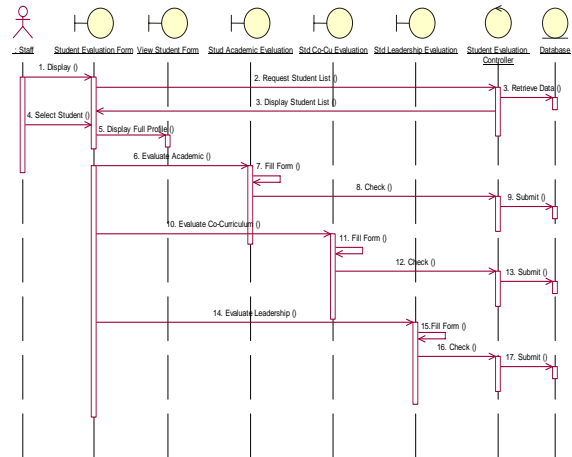 : Staff
Student Evaluation Form
View Student Form
Stud Academic Evaluation
Std Co-Cu Evaluation
Std Leadership Evaluation
Student Evaluation
Controller
Database
1. Display ()
2. Request Student List ()
3. Retrieve Data ()
3. Display Student List ()
4. Select Student ()
5. Display Full Profile ()
6. Evaluate Academic ()
7. Fill Form ()
8. Check ()
9. Submit ()
10. Evaluate Co-Curriculum ()
11. Fill Form ()
12. Check ()
13. Submit ()
14. Evaluate Leadership ()
15.Fill Form ()
16. Check ()
17. Submit ()